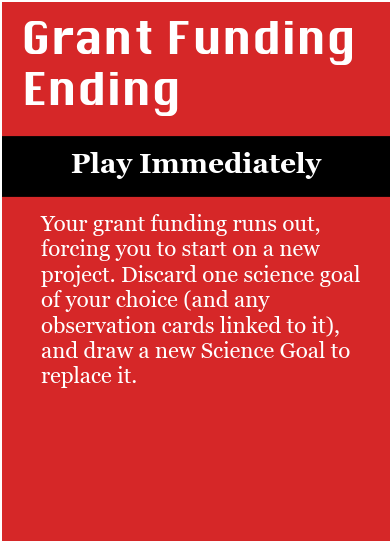 Grant Funding
Ending
Play Immediately
Your grant funding runs out,
forcing you to start on a new
project. Discard one science goal
of your choice (and any
observation cards linked to it),
and draw a new Science Goal to
replace it.